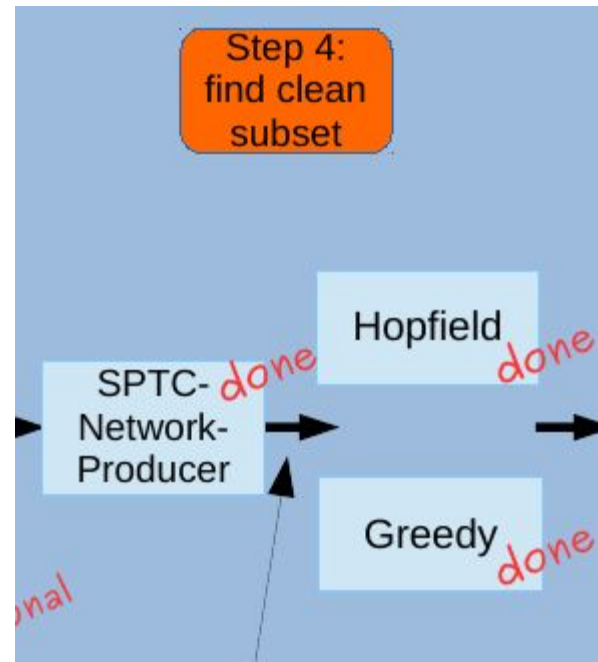 Step 4:
find clean
subset
Hopfield
done
SPTC-
Network-
Producer
done
Greedy
done